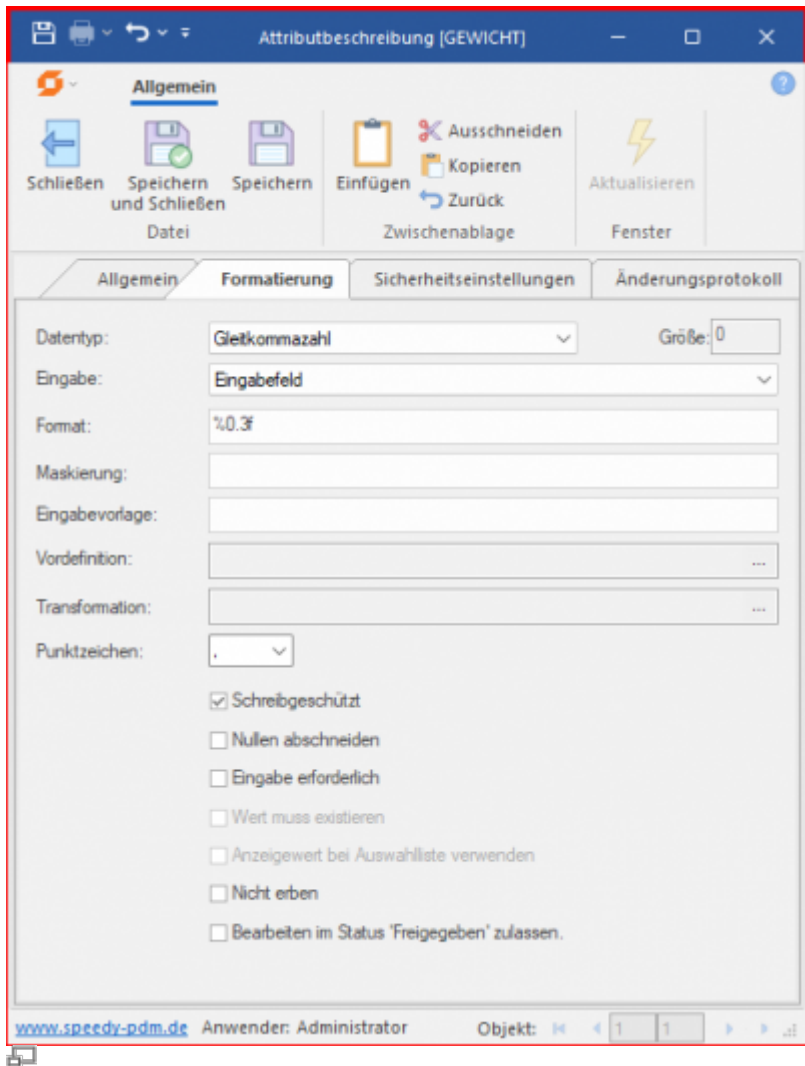 Attributbeschreibung [GEWICHT]
Allgemein
Schließen
Speichern und Schließen
Speichern
Einfügen
Ausschneiden
Kopieren
Zurück
Aktualisieren
Datei
Zwischenablage
Fenster
Allgemein
Formatierung
Sicherheitseinstellungen
Änderungsprotokoll
Datentyp: Gleitkommazahl Größe: 0
Eingabe: Eingabefeld
Format: %0.3f
Maskierung:
Eingabevorlage:
Vordefinition: ...
Transformation: ...
Punktzeichen: .
Schreibgeschützt
Nullen abschneiden
Eingabe erforderlich
Wert muss existieren
Anzeigewert bei Auswahlliste verwenden
Nicht erben
Bearbeiten im Status 'Freigegeben' zulassen.
www.speedy-pdm.de Anwender: Administrator Objekt: 1 1